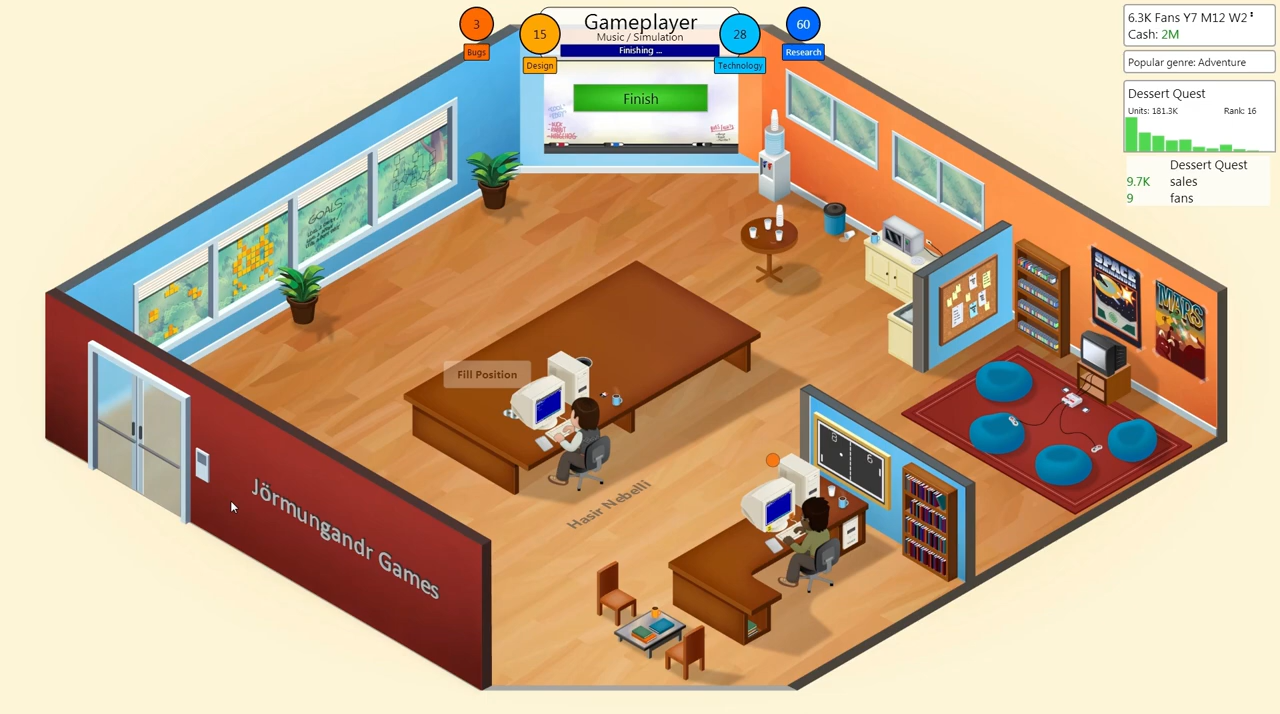 Gameplayer
Music / Simulation
Finishing ...
3
Bugs
15
Design
28
Technology
60
Research
Finish
6.3K Fans Y7 M12 W2
Cash: 2M
Popular genre: Adventure
Dessert Quest
Units: 181.3K Rank: 16
Dessert Quest
9.7K sales
9 fans
GOALS
SPACE
MARS
Fill Position
Hasir Nebelli
Jörmungandr Games